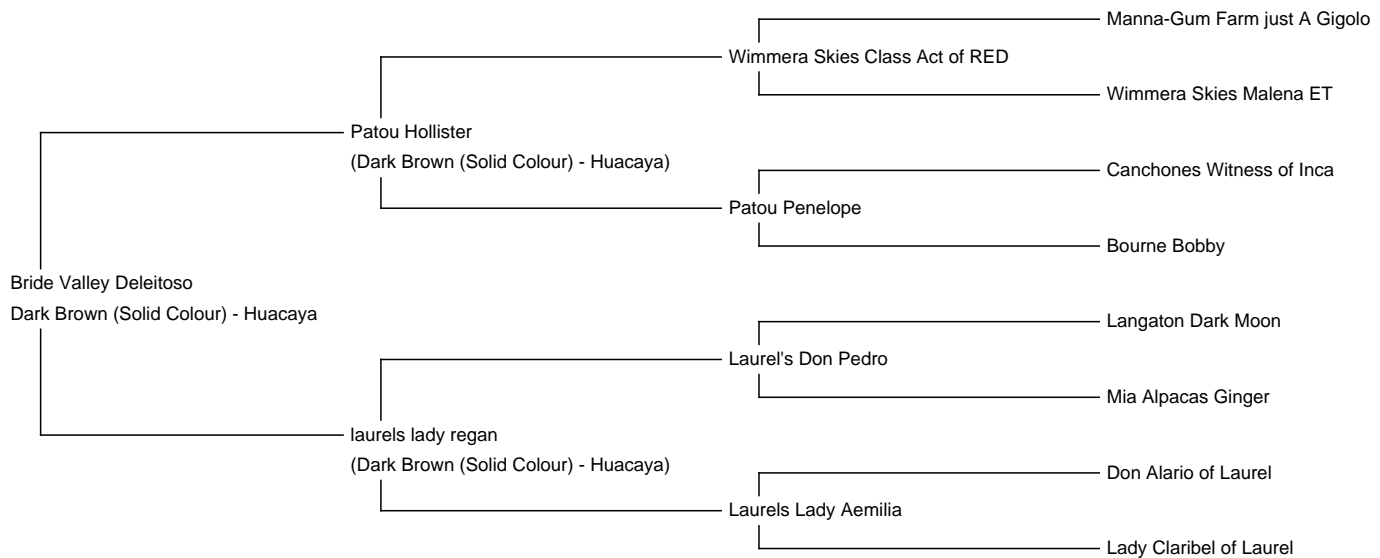 Manna-Gum Farm just A Gigolo
Wimmera Skies Class Act of RED
Wimmera Skies Malena ET
Patou Hollister
(Dark Brown (Solid Colour) - Huacaya)
Canchones Witness of Inca
Patou Penelope
Bourne Bobby
Bride Valley Deleitoso
Dark Brown (Solid Colour) - Huacaya
Langaton Dark Moon
Laurel's Don Pedro
Mia Alpacas Ginger
laurels lady regan
(Dark Brown (Solid Colour) - Huacaya)
Don Alario of Laurel
Laurels Lady Aemilia
Lady Claribel of Laurel